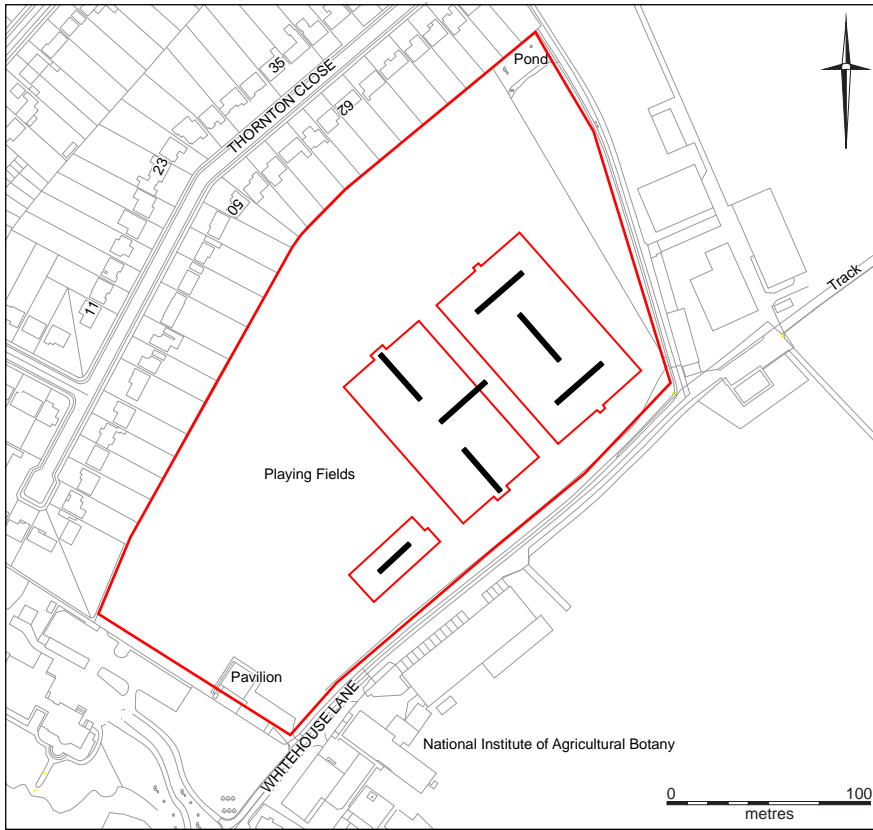 Pond
35
THORNTON CLOSE
62
23
50
11
Track
Playing Fields
Pavilion
WHITEHOUSE LANE
National Institute of Agricultural Botany
0 100
metres